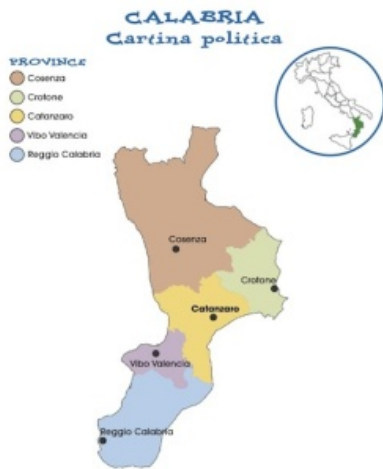 CALABRIA
Cartina politica
PROVINCE
Cosenza
Crotone
Catanzaro
Vibo Valencia
Reggio Calabria
Cosenza
Crotone
Catanzaro
Vibo Valencia
Reggio Calabria